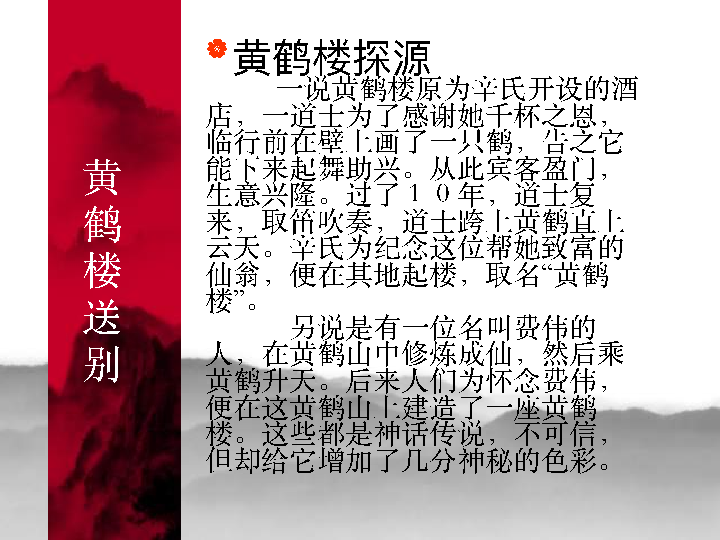 黄鹤楼送别
黄鹤楼探源
一说黄鹤楼原为辛氏开设的酒
店，一道士为了感谢她千杯之恩，
临行前在壁上画了一只鹤，告之它
能下来起舞助兴。从此宾客盈门，
生意兴隆。过了１０年，道士复
来，取笛吹奏，道士跨上黄鹤直上
云天。辛氏为纪念这位帮她致富的
仙翁，便在其地起楼，取名“黄鹤
楼”。
另说是有一位名叫费伟的
人，在黄鹤山中修炼成仙，然后乘
黄鹤升天。后来人们为怀念费伟，
便在这黄鹤山上建造了一座黄鹤
楼。这些都是神话传说，不可信，
但却给它增加了几分神秘的色彩。